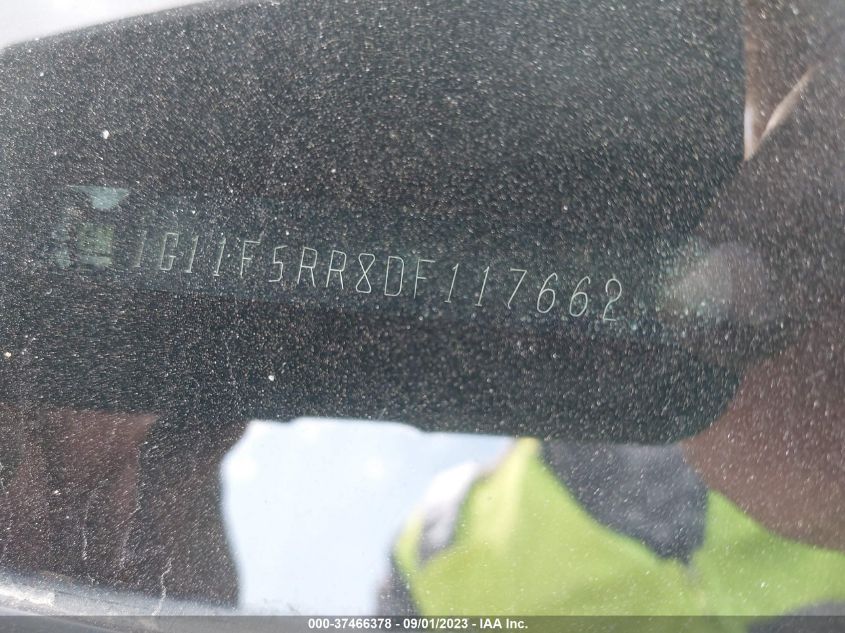 1G11F5RR8DF117662
000-37466378 - 09/01/2023 - IAA Inc.